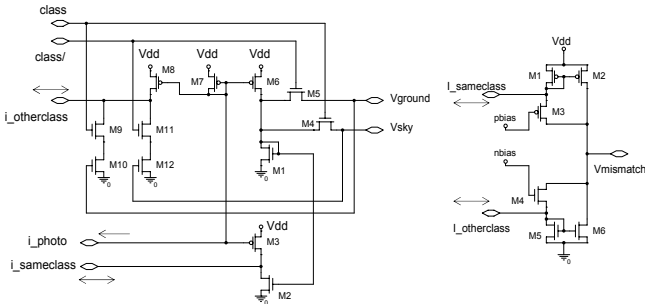 class
class/
Vdd
Vdd
Vdd
M8
M7
M6
M5
Vground
i_otherclass
M4
Vsky
M9
M11
M10
M12
M1
0
0
0
Vdd
i_photo
M3
i_sameclass
M2
0
Vdd
M1
M2
I_sameclass
M3
pbias
nbias
Vmismatch
M4
I_otherclass
M5
M6
0